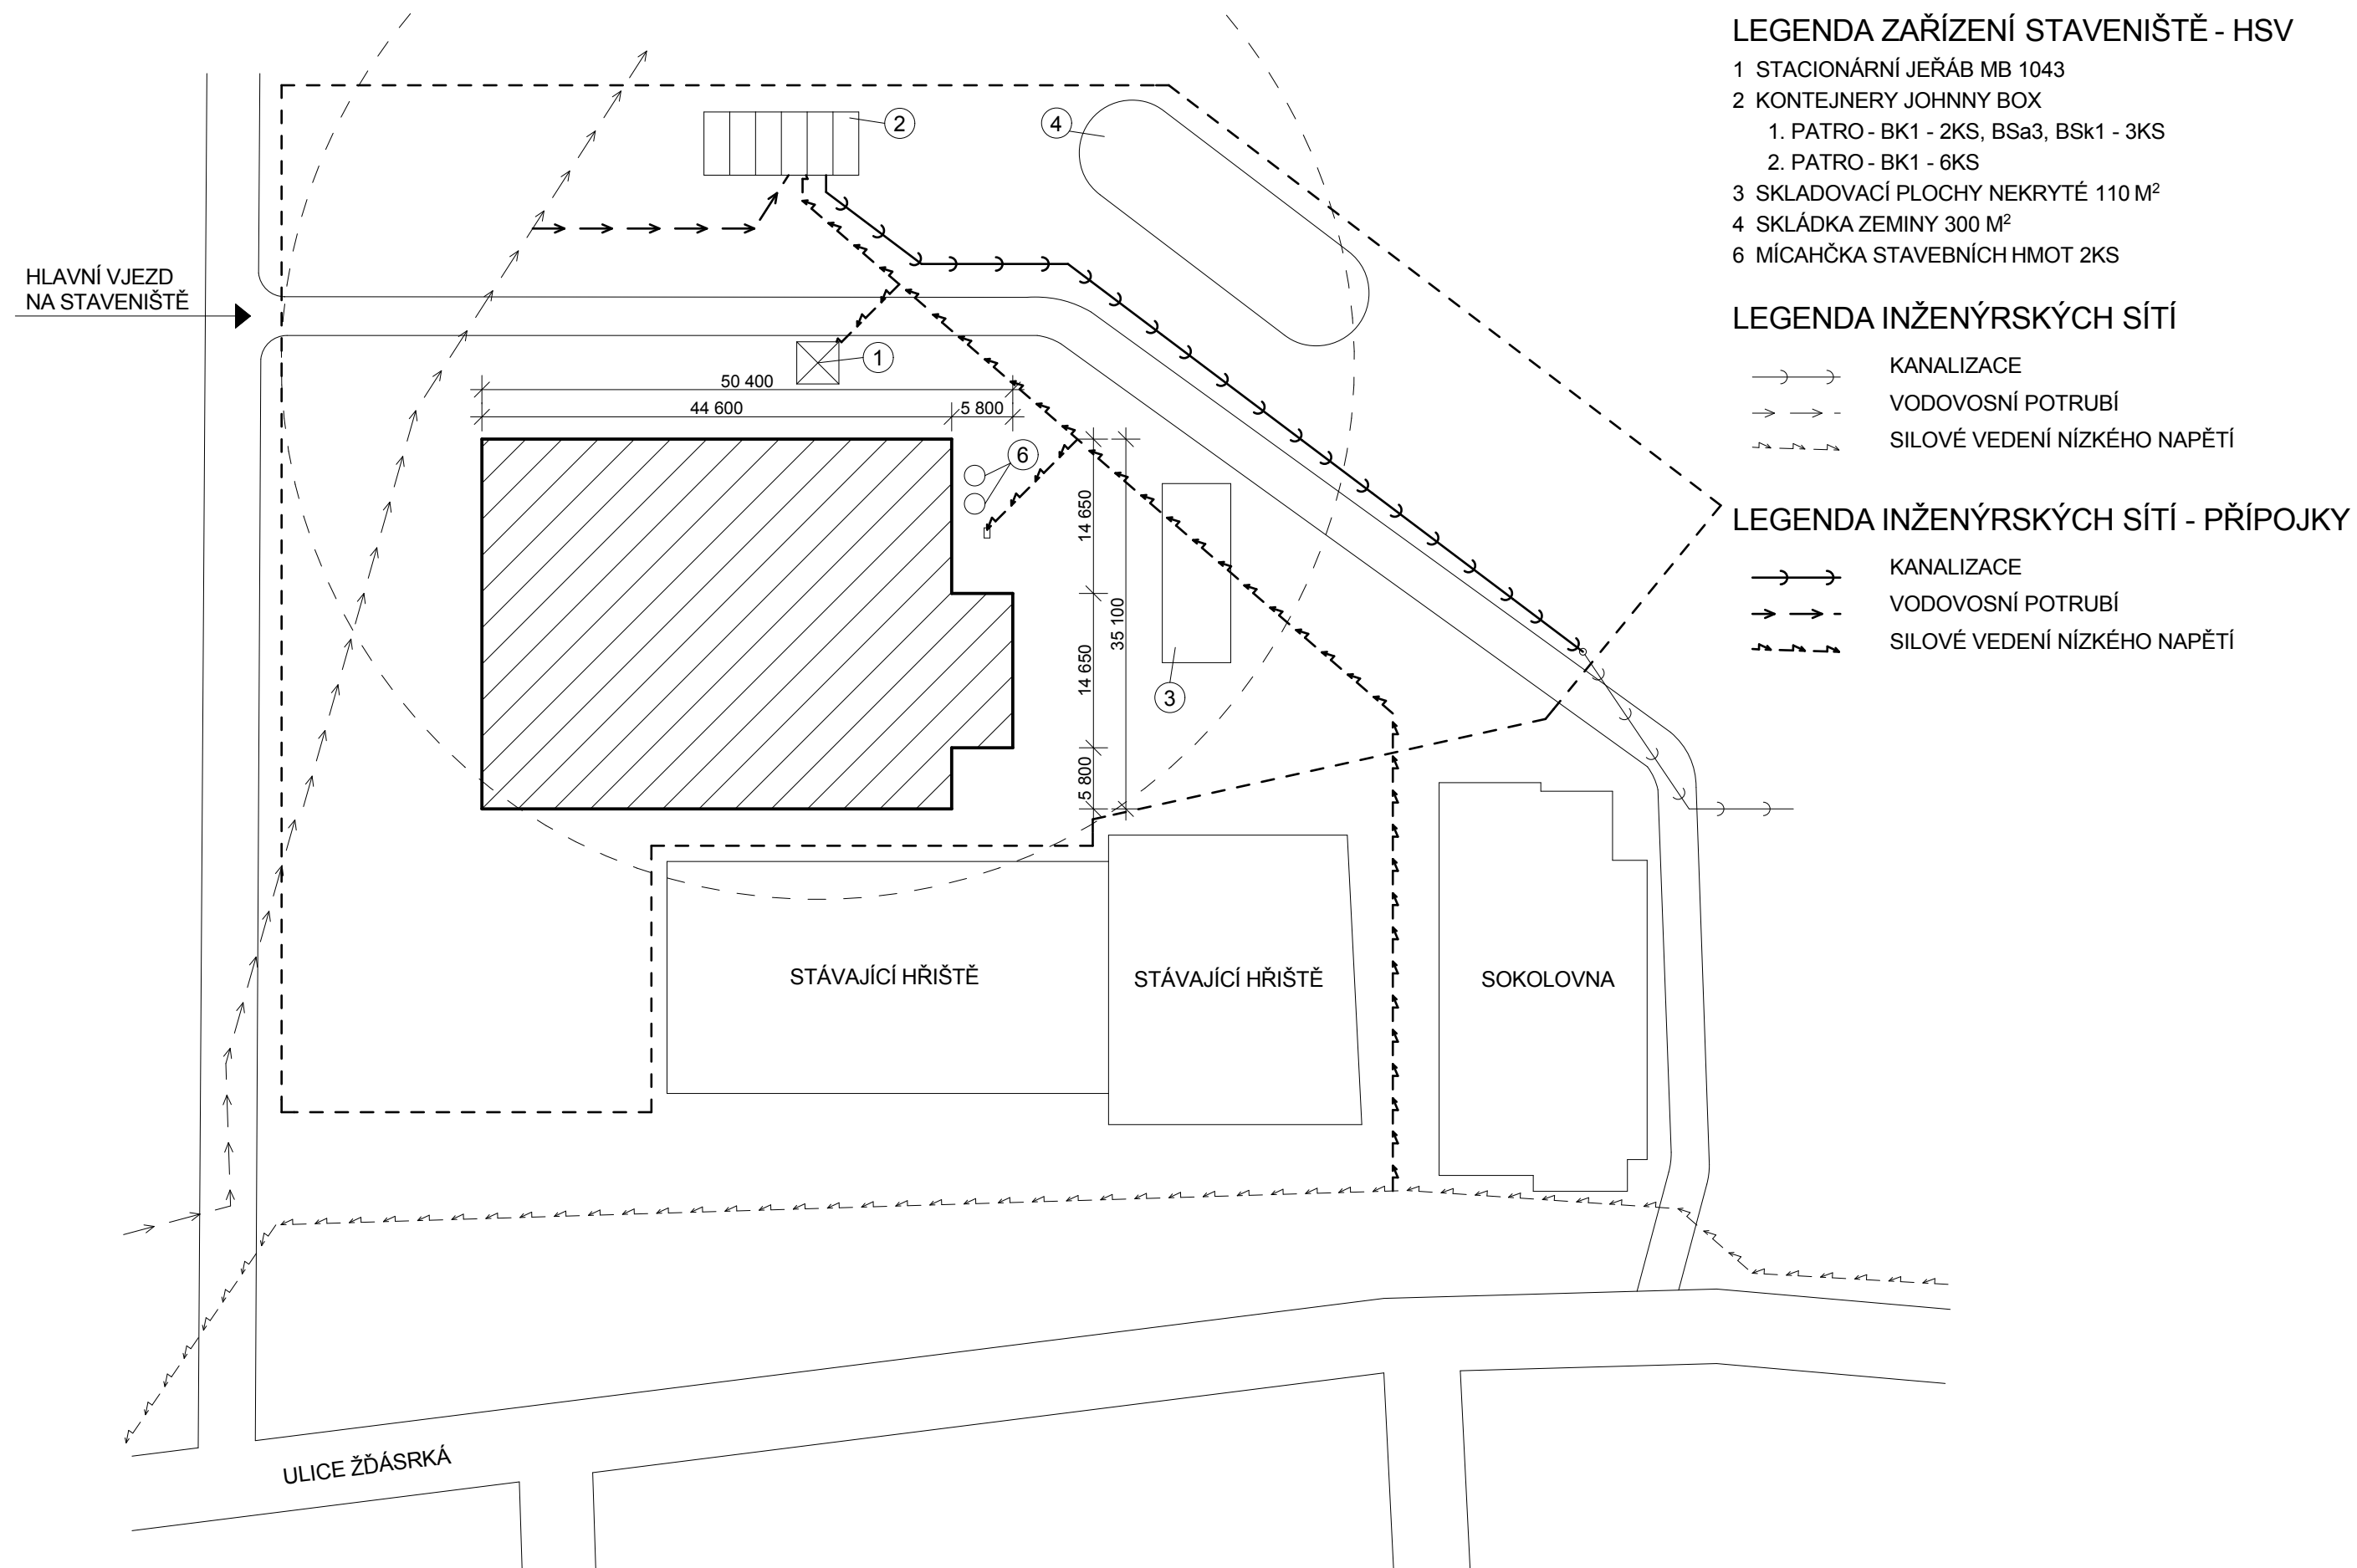 LEGENDA ZAŘÍZENÍ STAVENIŠTĚ - HSV
1 STACIONÁRNÍ JEŘÁB MB 1043
2 KONTEJNERY JOHNNY BOX
1. PATRO - BK1 - 2KS, BSa3, BSk1 - 3KS
2. PATRO - BK1 - 6KS
3 SKLADOVACÍ PLOCHY NEKRYTÉ 110 M²
4 SKLÁDKA ZEMINY 300 M²
6 MÍCAHČKA STAVEBNÍCH HMOT 2KS
LEGENDA INŽENÝRSKÝCH SÍTÍ
KANALIZACE
VODOVOSNÍ POTRUBÍ
SILOVÉ VEDENÍ NÍZKÉHO NAPĚTÍ
LEGENDA INŽENÝRSKÝCH SÍTÍ - PŘÍPOJKY
KANALIZACE
VODOVOSNÍ POTRUBÍ
SILOVÉ VEDENÍ NÍZKÉHO NAPĚTÍ
HLAVNÍ VJEZD
NA STAVENIŠTĚ
2
4
1
50 400
44 600
5 800
6
14 650
35 100
14 650
3
5 800
STÁVAJÍCÍ HŘIŠTĚ
STÁVAJÍCÍ HŘIŠTĚ
SOKOLOVNA
ULICE ŽĎÁSRKÁ